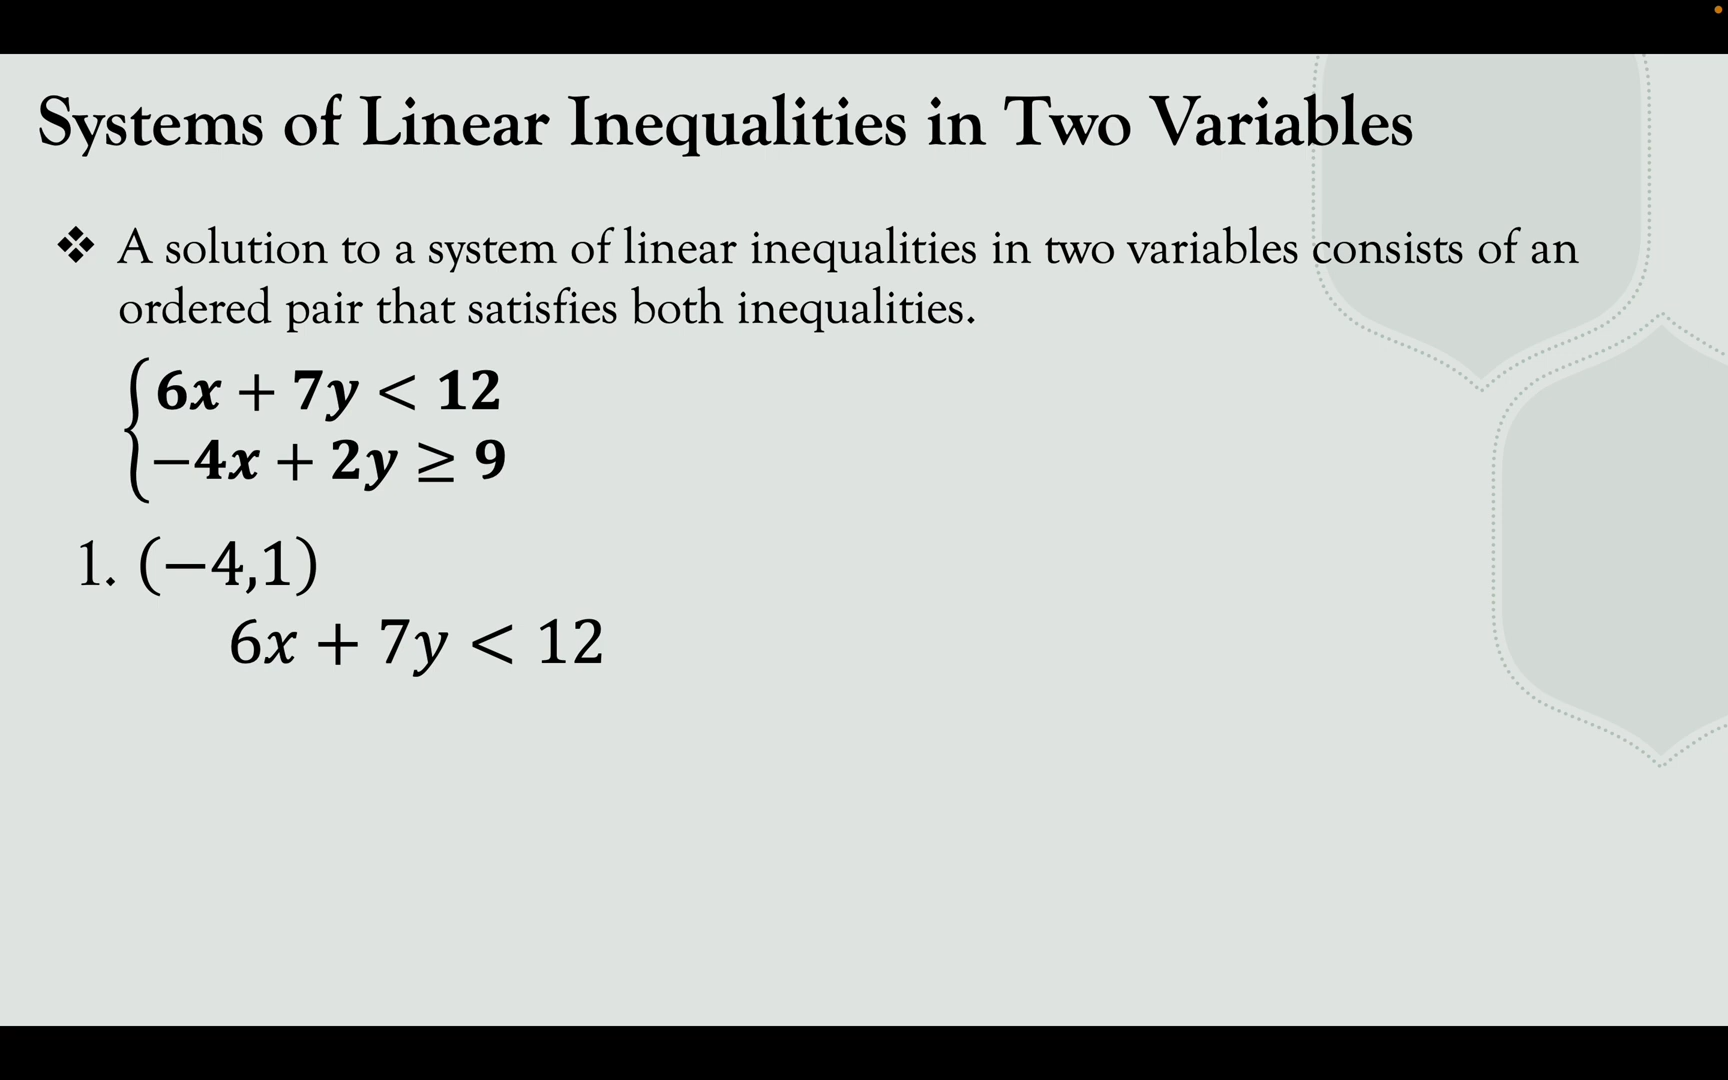 Systems of Linear Inequalities in Two Variables
❖ A solution to a system of linear inequalities in two variables consists of an
ordered pair that satisfies both inequalities.
6x + 7y < 12
−4x + 2y ≥ 9
1. (−4,1)
6x + 7y < 12